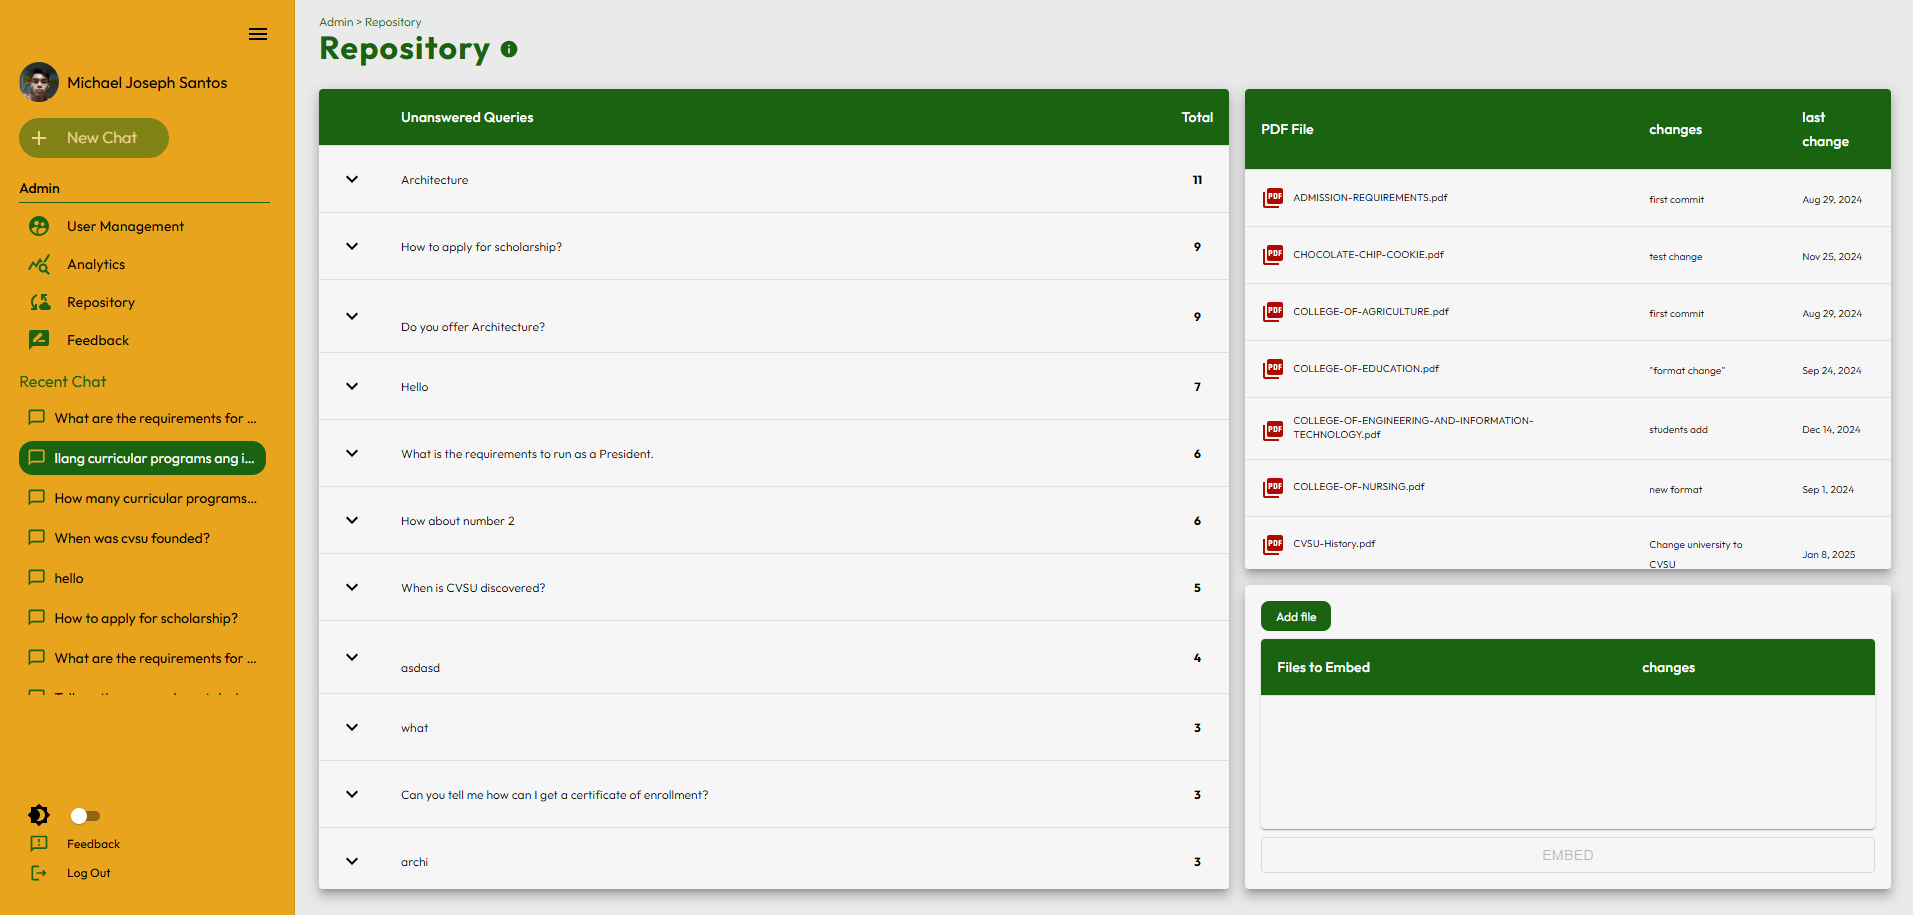 Michael Joseph Santos
New Chat
Admin
User Management
Analytics
Repository
Feedback
Recent Chat
What are the requirements for ...
Ilang curricular programs ang i...
How many curricular programs...
When was cvsu founded?
hello
How to apply for scholarship?
What are the requirements for ...
Feedback
Log Out
Admin > Repository
Repository
Unanswered Queries Total
Architecture 11
How to apply for scholarship? 9
Do you offer Architecture? 9
Hello 7
What is the requirements to run as a President. 6
How about number 2 6
When is CVSU discovered? 5
asdasd 4
what 3
Can you tell me how can I get a certificate of enrollment? 3
archi 3
PDF File changes last
change
PDF ADMISSION-REQUIREMENTS.pdf first commit Aug 29, 2024
PDF CHOCOLATE-CHIP-COOKIE.pdf test change Nov 25, 2024
PDF COLLEGE-OF-AGRICULTURE.pdf first commit Aug 29, 2024
PDF COLLEGE-OF-EDUCATION.pdf "format change" Sep 24, 2024
PDF COLLEGE-OF-ENGINEERING-AND-INFORMATION-
TECHNOLOGY.pdf students add Dec 14, 2024
PDF COLLEGE-OF-NURSING.pdf new format Sep 1, 2024
PDF CVSU-History.pdf Change university to
CVSU Jan 8, 2025
Add file
Files to Embed changes
EMBED